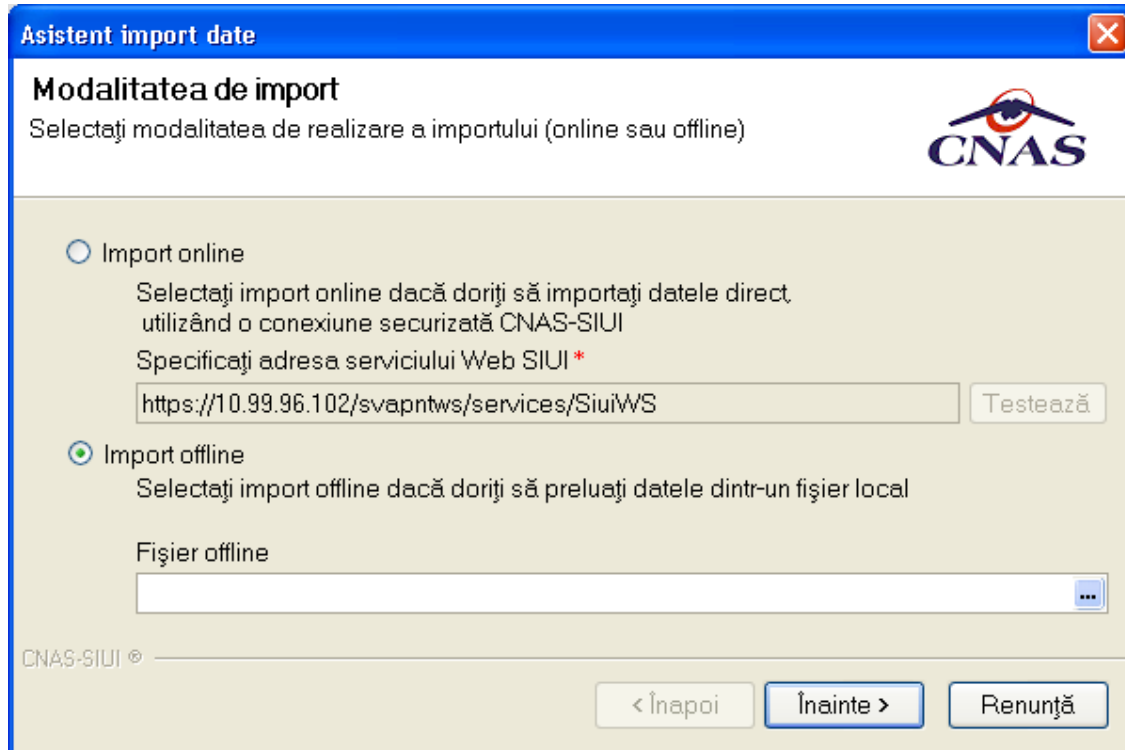 Asistent import date
Modalitatea de import
Selectaţi modalitatea de realizare a importului (online sau offline)
CNAS
Import online
Selectaţi import online dacă doriţi să importaţi datele direct,
utilizând o conexiune securizată CNAS-SIUI
Specificaţi adresa serviciului Web SIUI *
https://10.99.96.102/svapntws/services/SiuiWS
Testează
Import offline
Selectaţi import offline dacă doriţi să preluaţi datele dintr-un fişier local
Fişier offline
...
CNAS-SIUI ®
< Înapoi
Înainte >
Renunţă